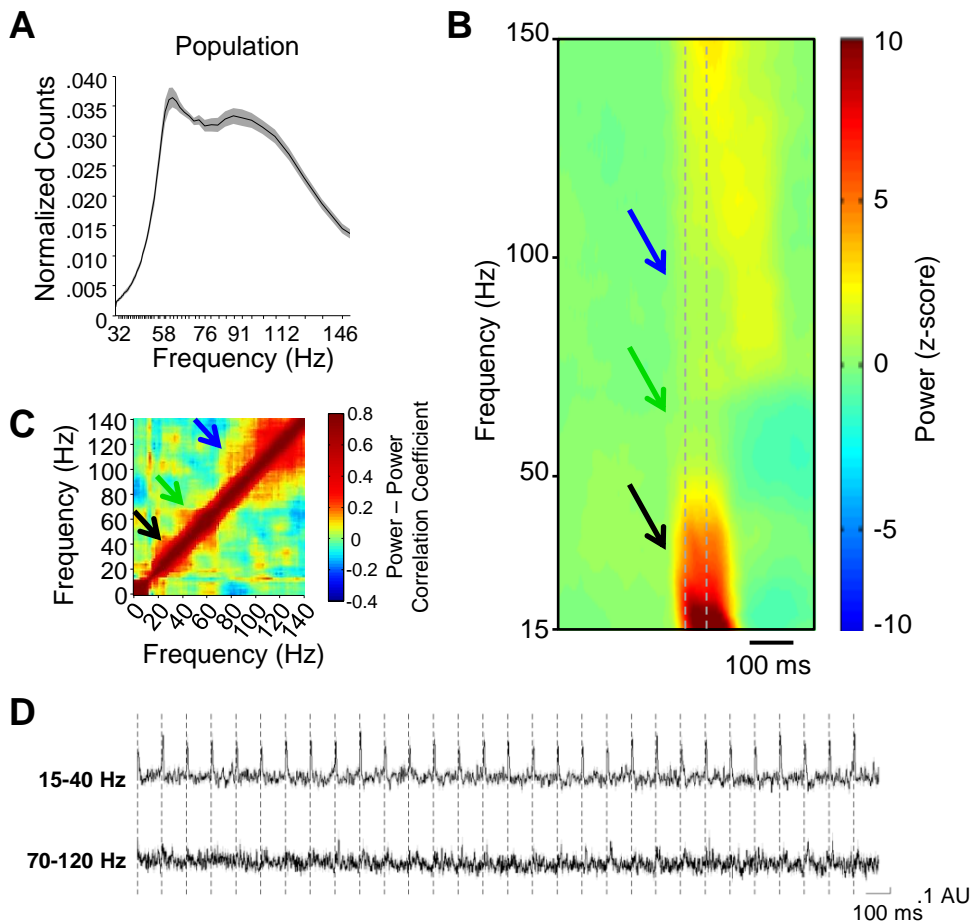 A
Population
Normalized Counts
.040
.035
.030
.025
.020
.015
.010
.005
0
32 58 76 91 112 146
Frequency (Hz)
B
150
100
50
15
Frequency (Hz)
100 ms
10
5
0
-5
-10
Power (z-score)
C
Frequency (Hz)
140
120
100
80
60
40
20
0
0 20 40 60 80 100 120 140
Frequency (Hz)
0.8
0.6
0.4
0.2
0
-0.2
-0.4
Power – Power
Correlation Coefficient
D
15-40 Hz
70-120 Hz
.1 AU
100 ms